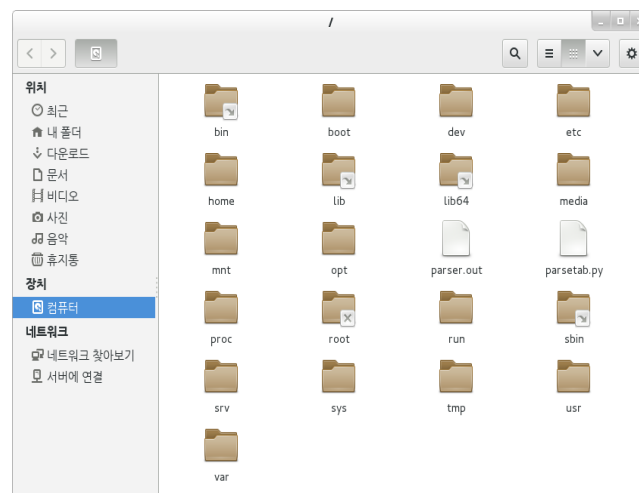 /
위치
최근
내 폴더
다운로드
문서
비디오
사진
음악
휴지통
장치
컴퓨터
네트워크
네트워크 찾아보기
서버에 연결
bin boot dev etc
home lib lib64 media
mnt opt parser.out parsetab.py
proc root run sbin
srv sys tmp usr
var